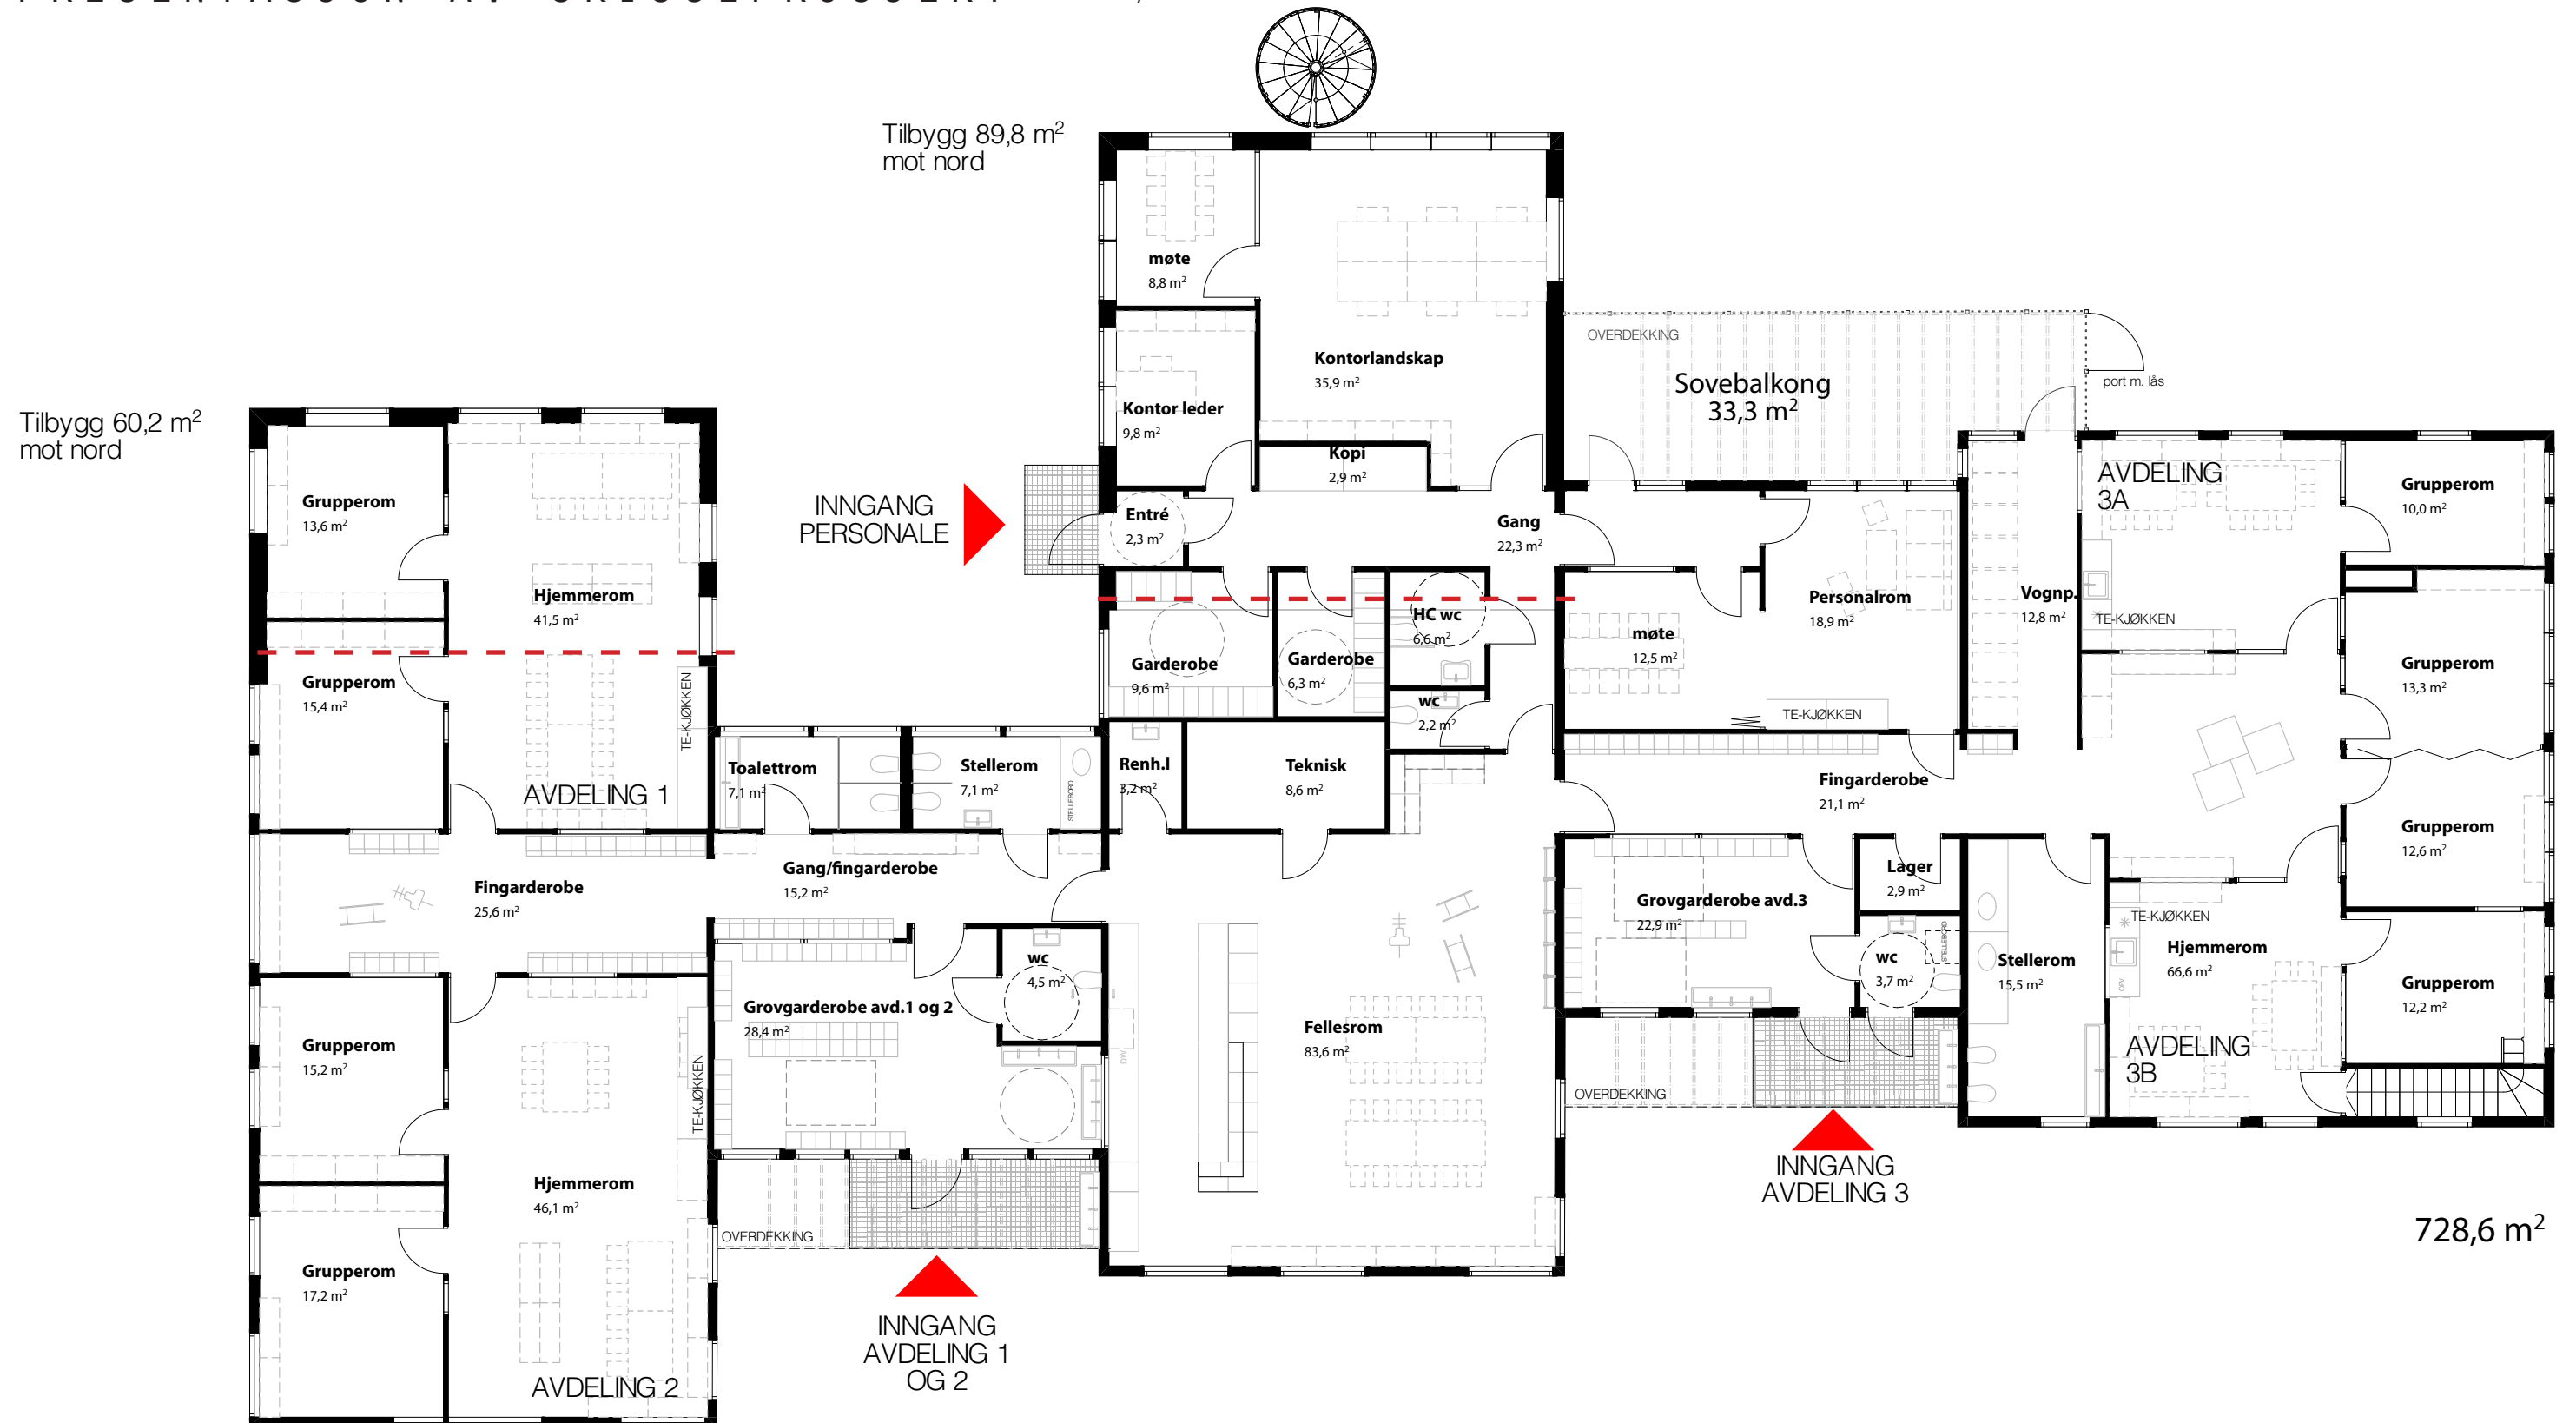 Tilbygg 89,8 m²
mot nord
møte
8,8 m²
Kontorlandskap
35,9 m²
Kontor leder
9,8 m²
Kopi
2,9 m²
OVERDEKKING
Sovebalkong
33,3 m²
port m. lås
Tilbygg 60,2 m²
mot nord
INNGANG
PERSONALE
Entré
2,3 m²
Gang
22,3 m²
Grupperom
13,6 m²
Hjemmerom
41,5 m²
Grupperom
15,4 m²
TE-KJØKKEN
AVDELING 1
Garderobe
9,6 m²
Garderobe
6,3 m²
HC wc
6,6 m²
wc
2,2 m²
møte
12,5 m²
Personalrom
18,9 m²
TE-KJØKKEN
Vognp.
12,8 m²
AVDELING
3A
TE-KJØKKEN
Grupperom
10,0 m²
Grupperom
13,3 m²
Grupperom
12,6 m²
Grupperom
12,2 m²
Toalettrom
7,1 m²
Stellerom
7,1 m²
STELLEBORD
Renh.l
3,2 m²
Teknisk
8,6 m²
Fingarderobe
21,1 m²
Fingarderobe
25,6 m²
Gang/fingarderobe
15,2 m²
wc
4,5 m²
Grovgarderobe avd.1 og 2
28,4 m²
DW
Fellesrom
83,6 m²
Grovgarderobe avd.3
22,9 m²
Lager
2,9 m²
wc
3,7 m²
STELLEBORD
Stellerom
15,5 m²
TE-KJØKKEN
OPV
Hjemmerom
66,6 m²
AVDELING
3B
OVERDEKKING
INNGANG
AVDELING 3
Grupperom
15,2 m²
Grupperom
17,2 m²
TE-KJØKKEN
Hjemmerom
46,1 m²
AVDELING 2
OVERDEKKING
INNGANG
AVDELING 1
OG 2
728,6 m²